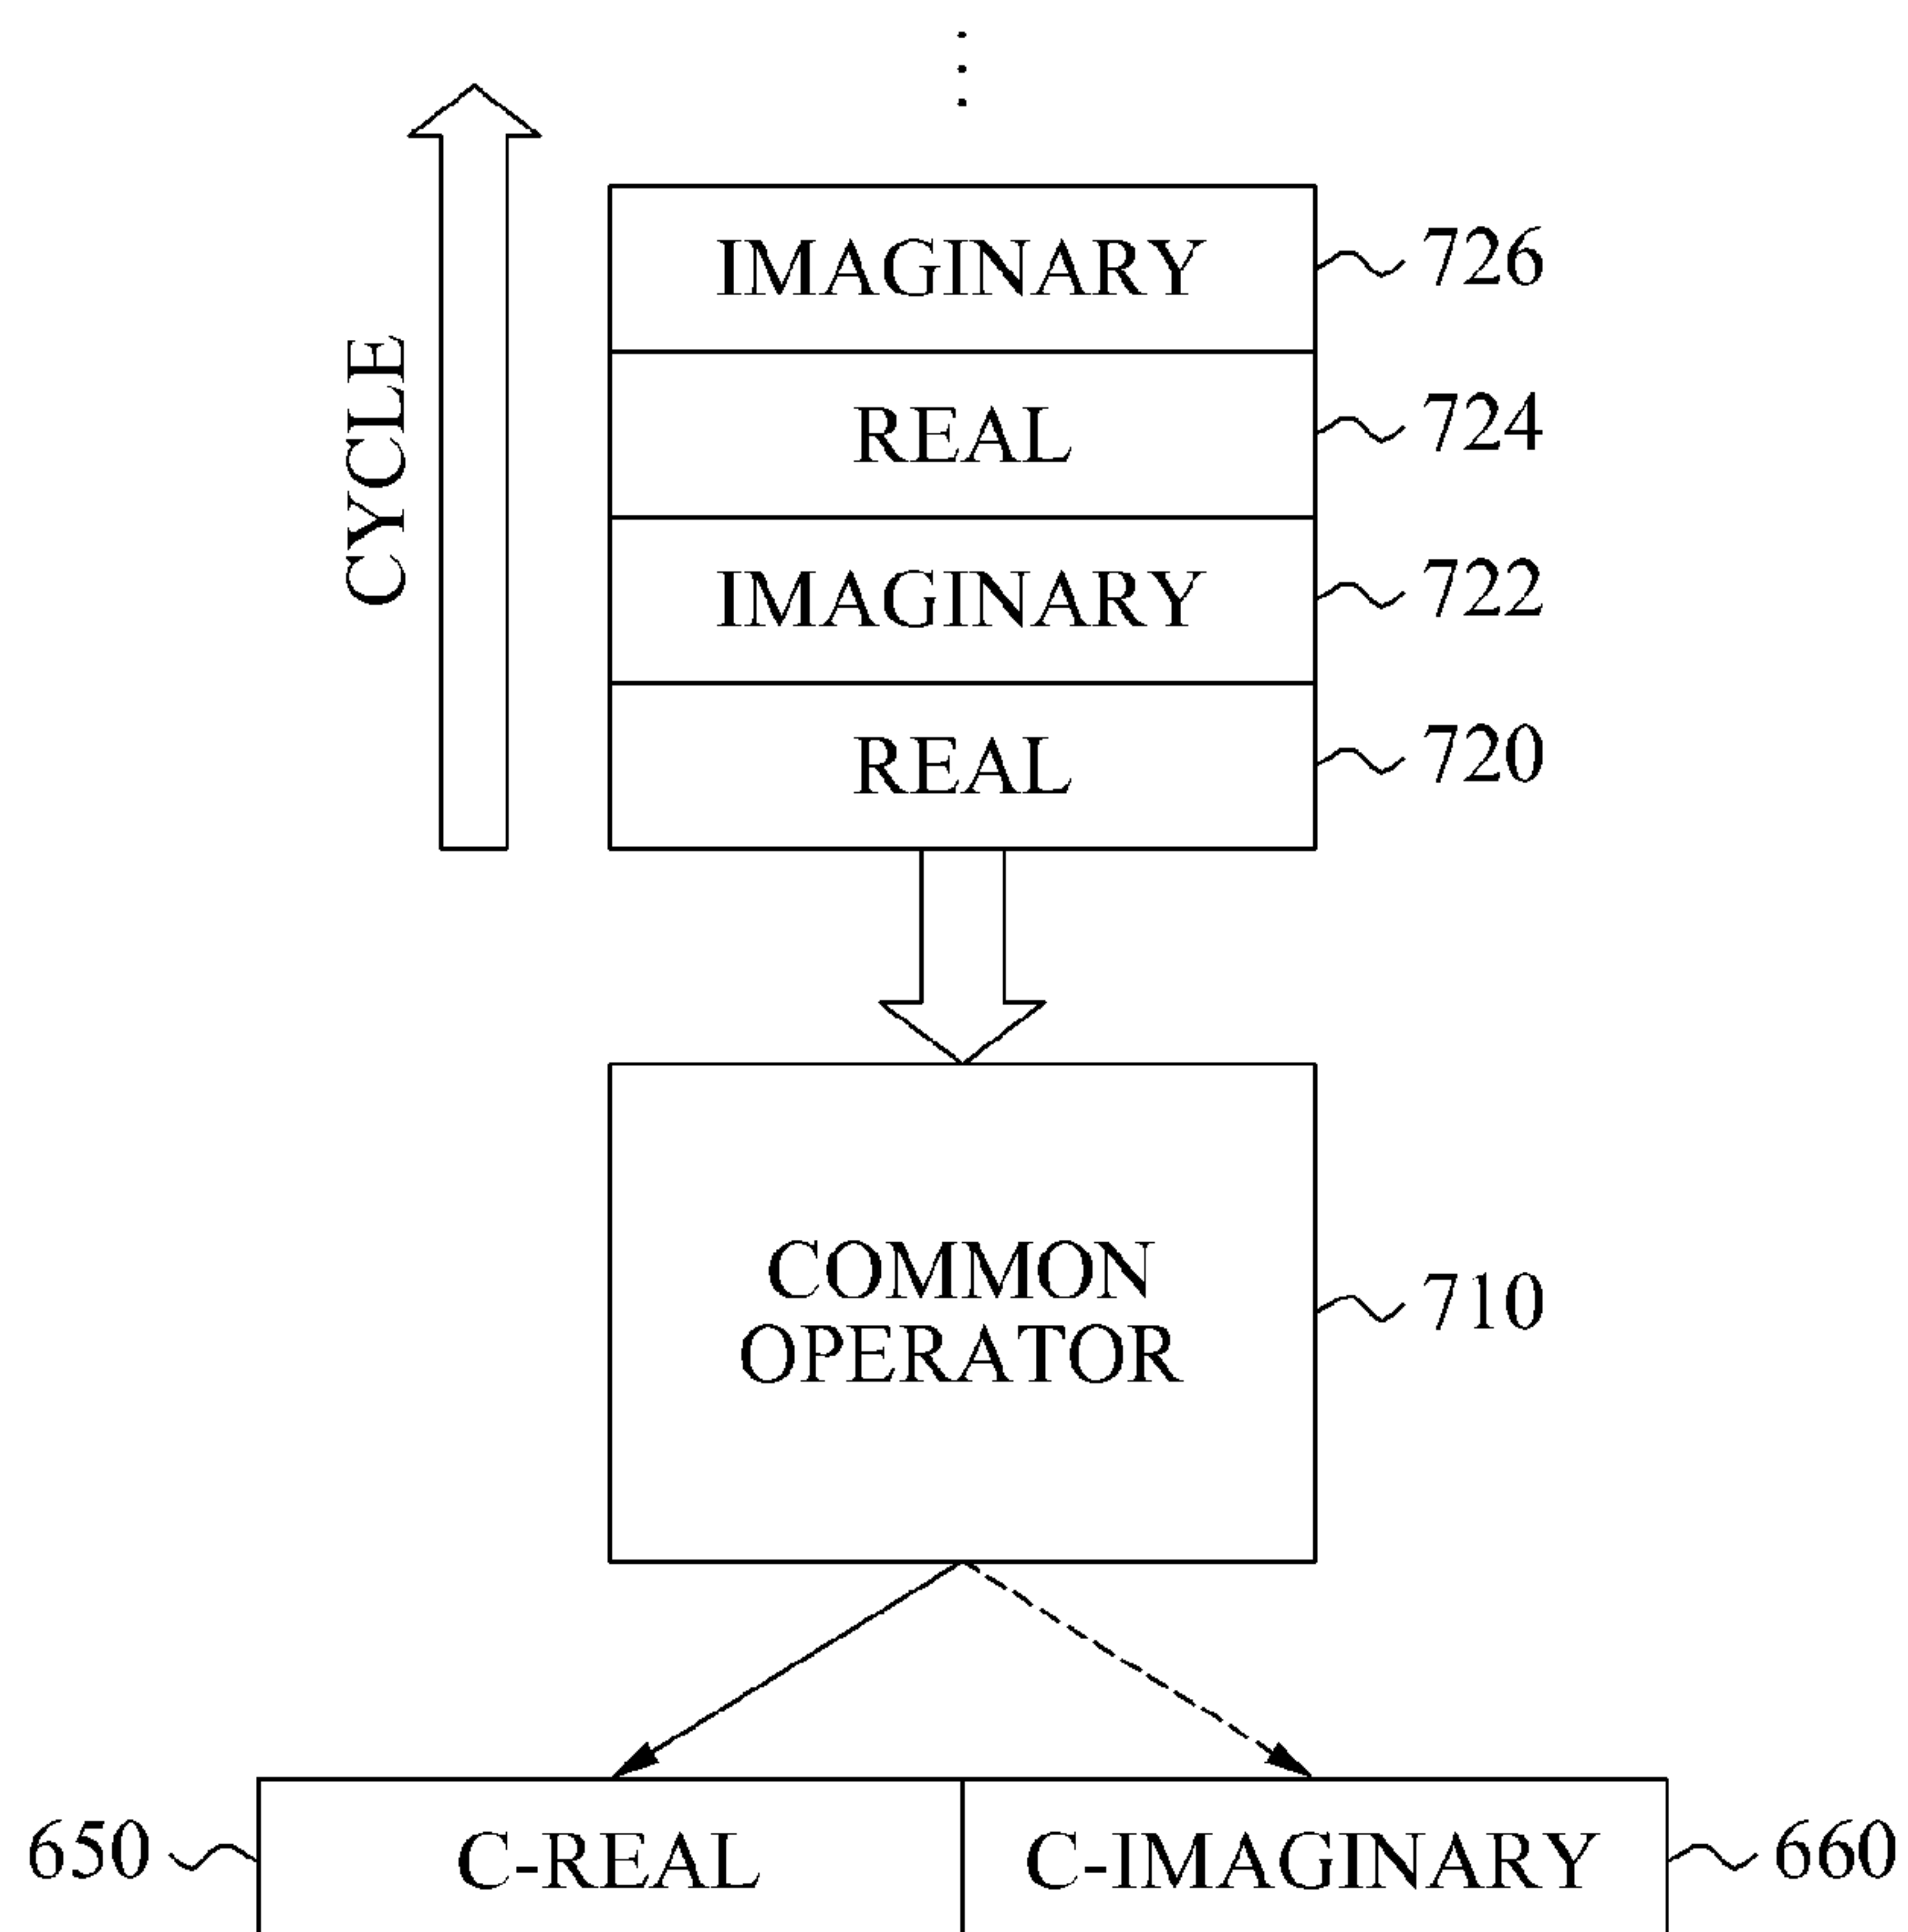 IMAGINARY 726
CYCLE
REAL 724
IMAGINARY 722
REAL 720
COMMON
OPERATOR
710
650 C-REAL C-IMAGINARY 660